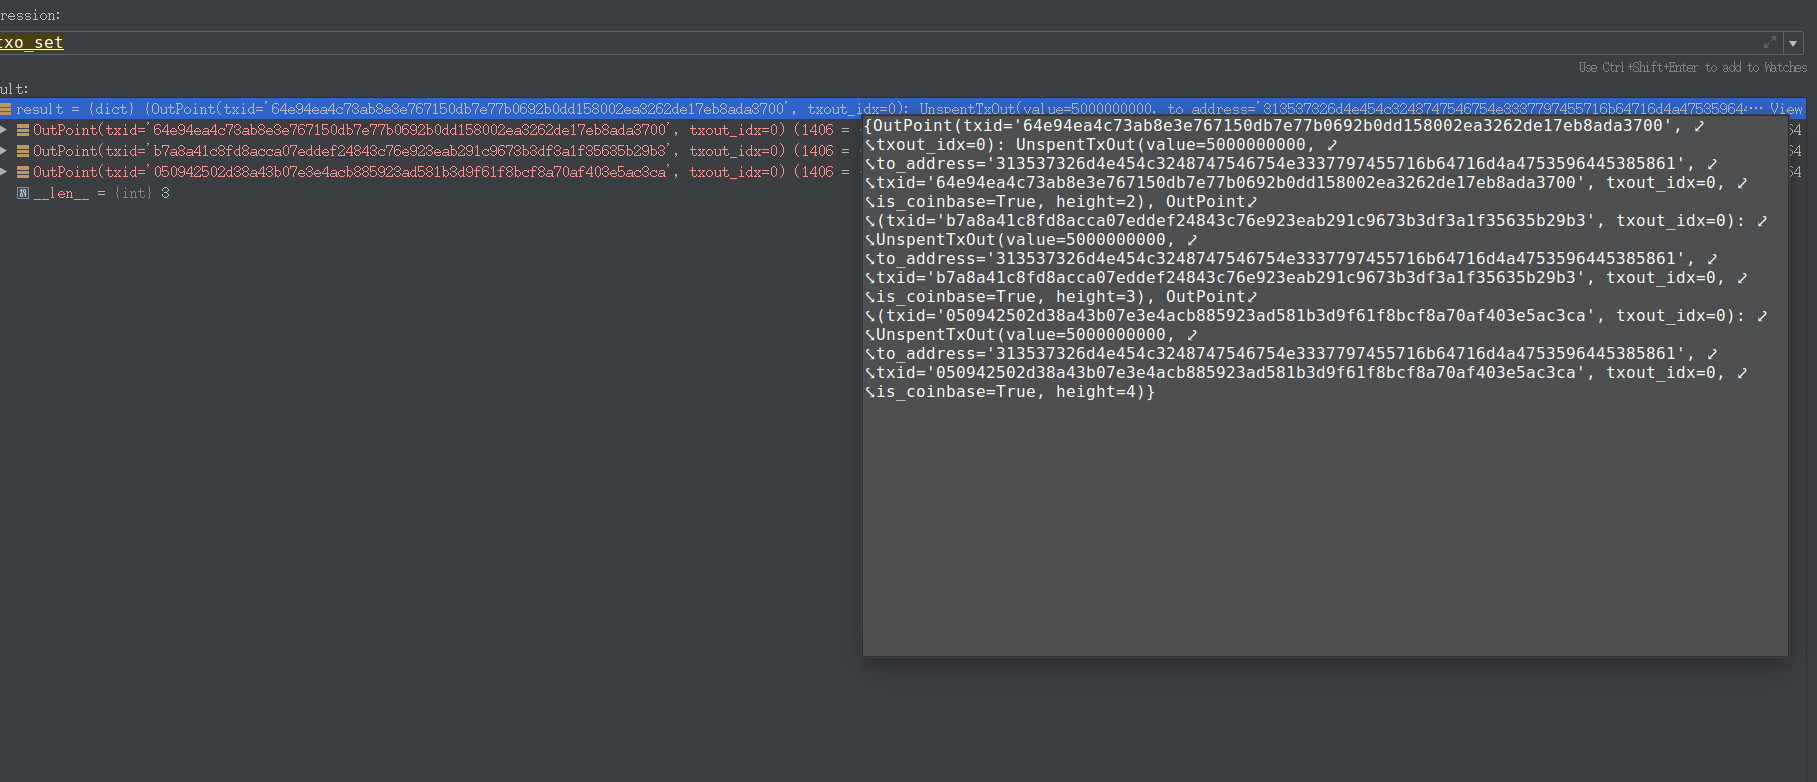 ression:
txo_set
Use Ctrl+Shift+Enter to add to Watches
ult:
result = {dict} {OutPoint(txid='64e94ea4c73ab8e3e767150db7e77b0692b0dd158002ea3262de17eb8ada3700', txout_idx=0): UnspentTxOut(value=5000000000, to_address='313537326d4e454c3248747546754e3337797455716b64716d4a47535964… View
OutPoint(txid='64e94ea4c73ab8e3e767150db7e77b0692b0dd158002ea3262de17eb8ada3700', txout_idx=0) (1406 =
64
OutPoint(txid='b7a8a41c8fd8acca07eddef24843c76e923eab291c9673b3df3a1f35635b29b3', txout_idx=0) (1406 =
64
OutPoint(txid='050942502d38a43b07e3e4acb885923ad581b3d9f61f8bcf8a70af403e5ac3ca', txout_idx=0) (1406 =
64
__len__ = {int} 3
{OutPoint(txid='64e94ea4c73ab8e3e767150db7e77b0692b0dd158002ea3262de17eb8ada3700',
txout_idx=0): UnspentTxOut(value=5000000000,
to_address='313537326d4e454c3248747546754e3337797455716b64716d4a4753596445385861',
txid='64e94ea4c73ab8e3e767150db7e77b0692b0dd158002ea3262de17eb8ada3700', txout_idx=0,
is_coinbase=True, height=2), OutPoint
(txid='b7a8a41c8fd8acca07eddef24843c76e923eab291c9673b3df3a1f35635b29b3', txout_idx=0):
UnspentTxOut(value=5000000000,
to_address='313537326d4e454c3248747546754e3337797455716b64716d4a4753596445385861',
txid='b7a8a41c8fd8acca07eddef24843c76e923eab291c9673b3df3a1f35635b29b3', txout_idx=0,
is_coinbase=True, height=3), OutPoint
(txid='050942502d38a43b07e3e4acb885923ad581b3d9f61f8bcf8a70af403e5ac3ca', txout_idx=0):
UnspentTxOut(value=5000000000,
to_address='313537326d4e454c3248747546754e3337797455716b64716d4a4753596445385861',
txid='050942502d38a43b07e3e4acb885923ad581b3d9f61f8bcf8a70af403e5ac3ca', txout_idx=0,
is_coinbase=True, height=4)}